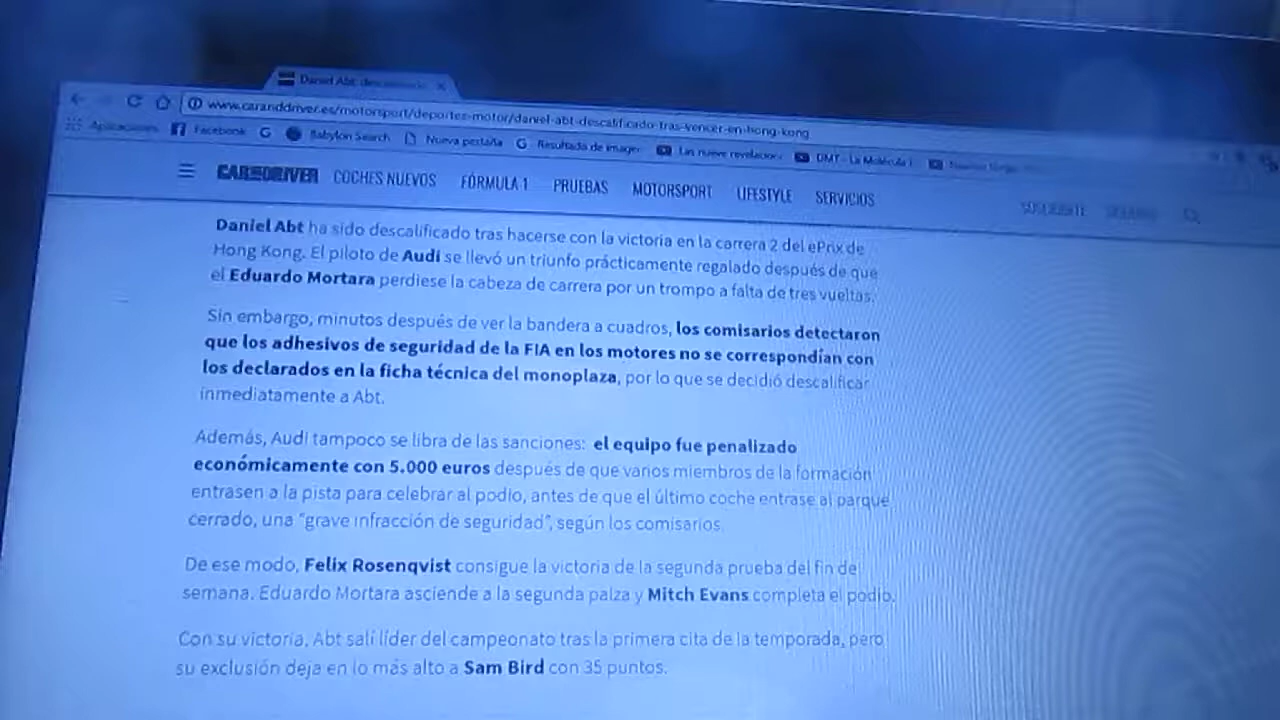 Daniel Abt: descalificado
www.caranddriver.es/motorsport/deportes-motor/daniel-abt-descalificado-tras-vencer-en-hong-kong
Aplicaciones Facebook G Babylon Search Nueva pestaña Resultado de imagen Las nueve revelacion DMT - La Molécula
CAR AND DRIVER COCHES NUEVOS FÓRMULA 1 PRUEBAS MOTORSPORT LIFESTYLE SERVICIOS
Daniel Abt ha sido descalificado tras hacerse con la victoria en la carrera 2 del ePrix de
Hong Kong. El piloto de Audi se llevó un triunfo prácticamente regalado después de que
el Eduardo Mortara perdiese la cabeza de carrera por un trompo a falta de tres vueltas.
Sin embargo, minutos después de ver la bandera a cuadros, los comisarios detectaron
que los adhesivos de seguridad de la FIA en los motores no se correspondían con
los declarados en la ficha técnica del monoplaza, por lo que se decidió descalificar
inmediatamente a Abt.
Además, Audi tampoco se libra de las sanciones: el equipo fue penalizado
económicamente con 5.000 euros después de que varios miembros de la formación
entrasen a la pista para celebrar al podio, antes de que el último coche entrase al parque
cerrado, una "grave infracción de seguridad", según los comisarios.
De ese modo, Felix Rosenqvist consigue la victoria de la segunda prueba del fin de
semana. Eduardo Mortara asciende a la segunda palza y Mitch Evans completa el podio.
Con su victoria, Abt salí líder del campeonato tras la primera cita de la temporada, pero
su exclusión deja en lo más alto a Sam Bird con 35 puntos.